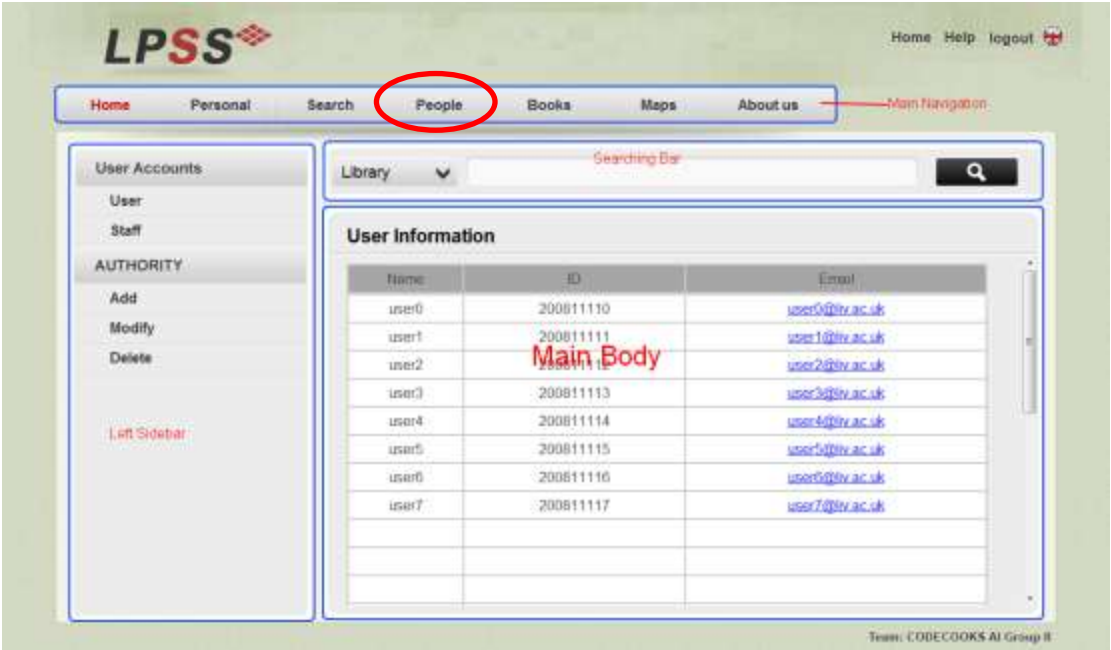 LPSS
Home Help logout
Home Personal Search People Books Maps About us Main Navigation
User Accounts
User
Staff
AUTHORITY
Add
Modify
Delete
Left Sidebar
Library Searching Bar
User Information
Name ID Email
user0 200811110 user0@liv.ac.uk
user1 200811111 user1@liv.ac.uk
user2 200811112 user2@liv.ac.uk
Main Body
user3 200811113 user3@liv.ac.uk
user4 200811114 user4@liv.ac.uk
user5 200811115 user5@liv.ac.uk
user6 200811116 user6@liv.ac.uk
user7 200811117 user7@liv.ac.uk
Team: CODECOOKS AI Group 8